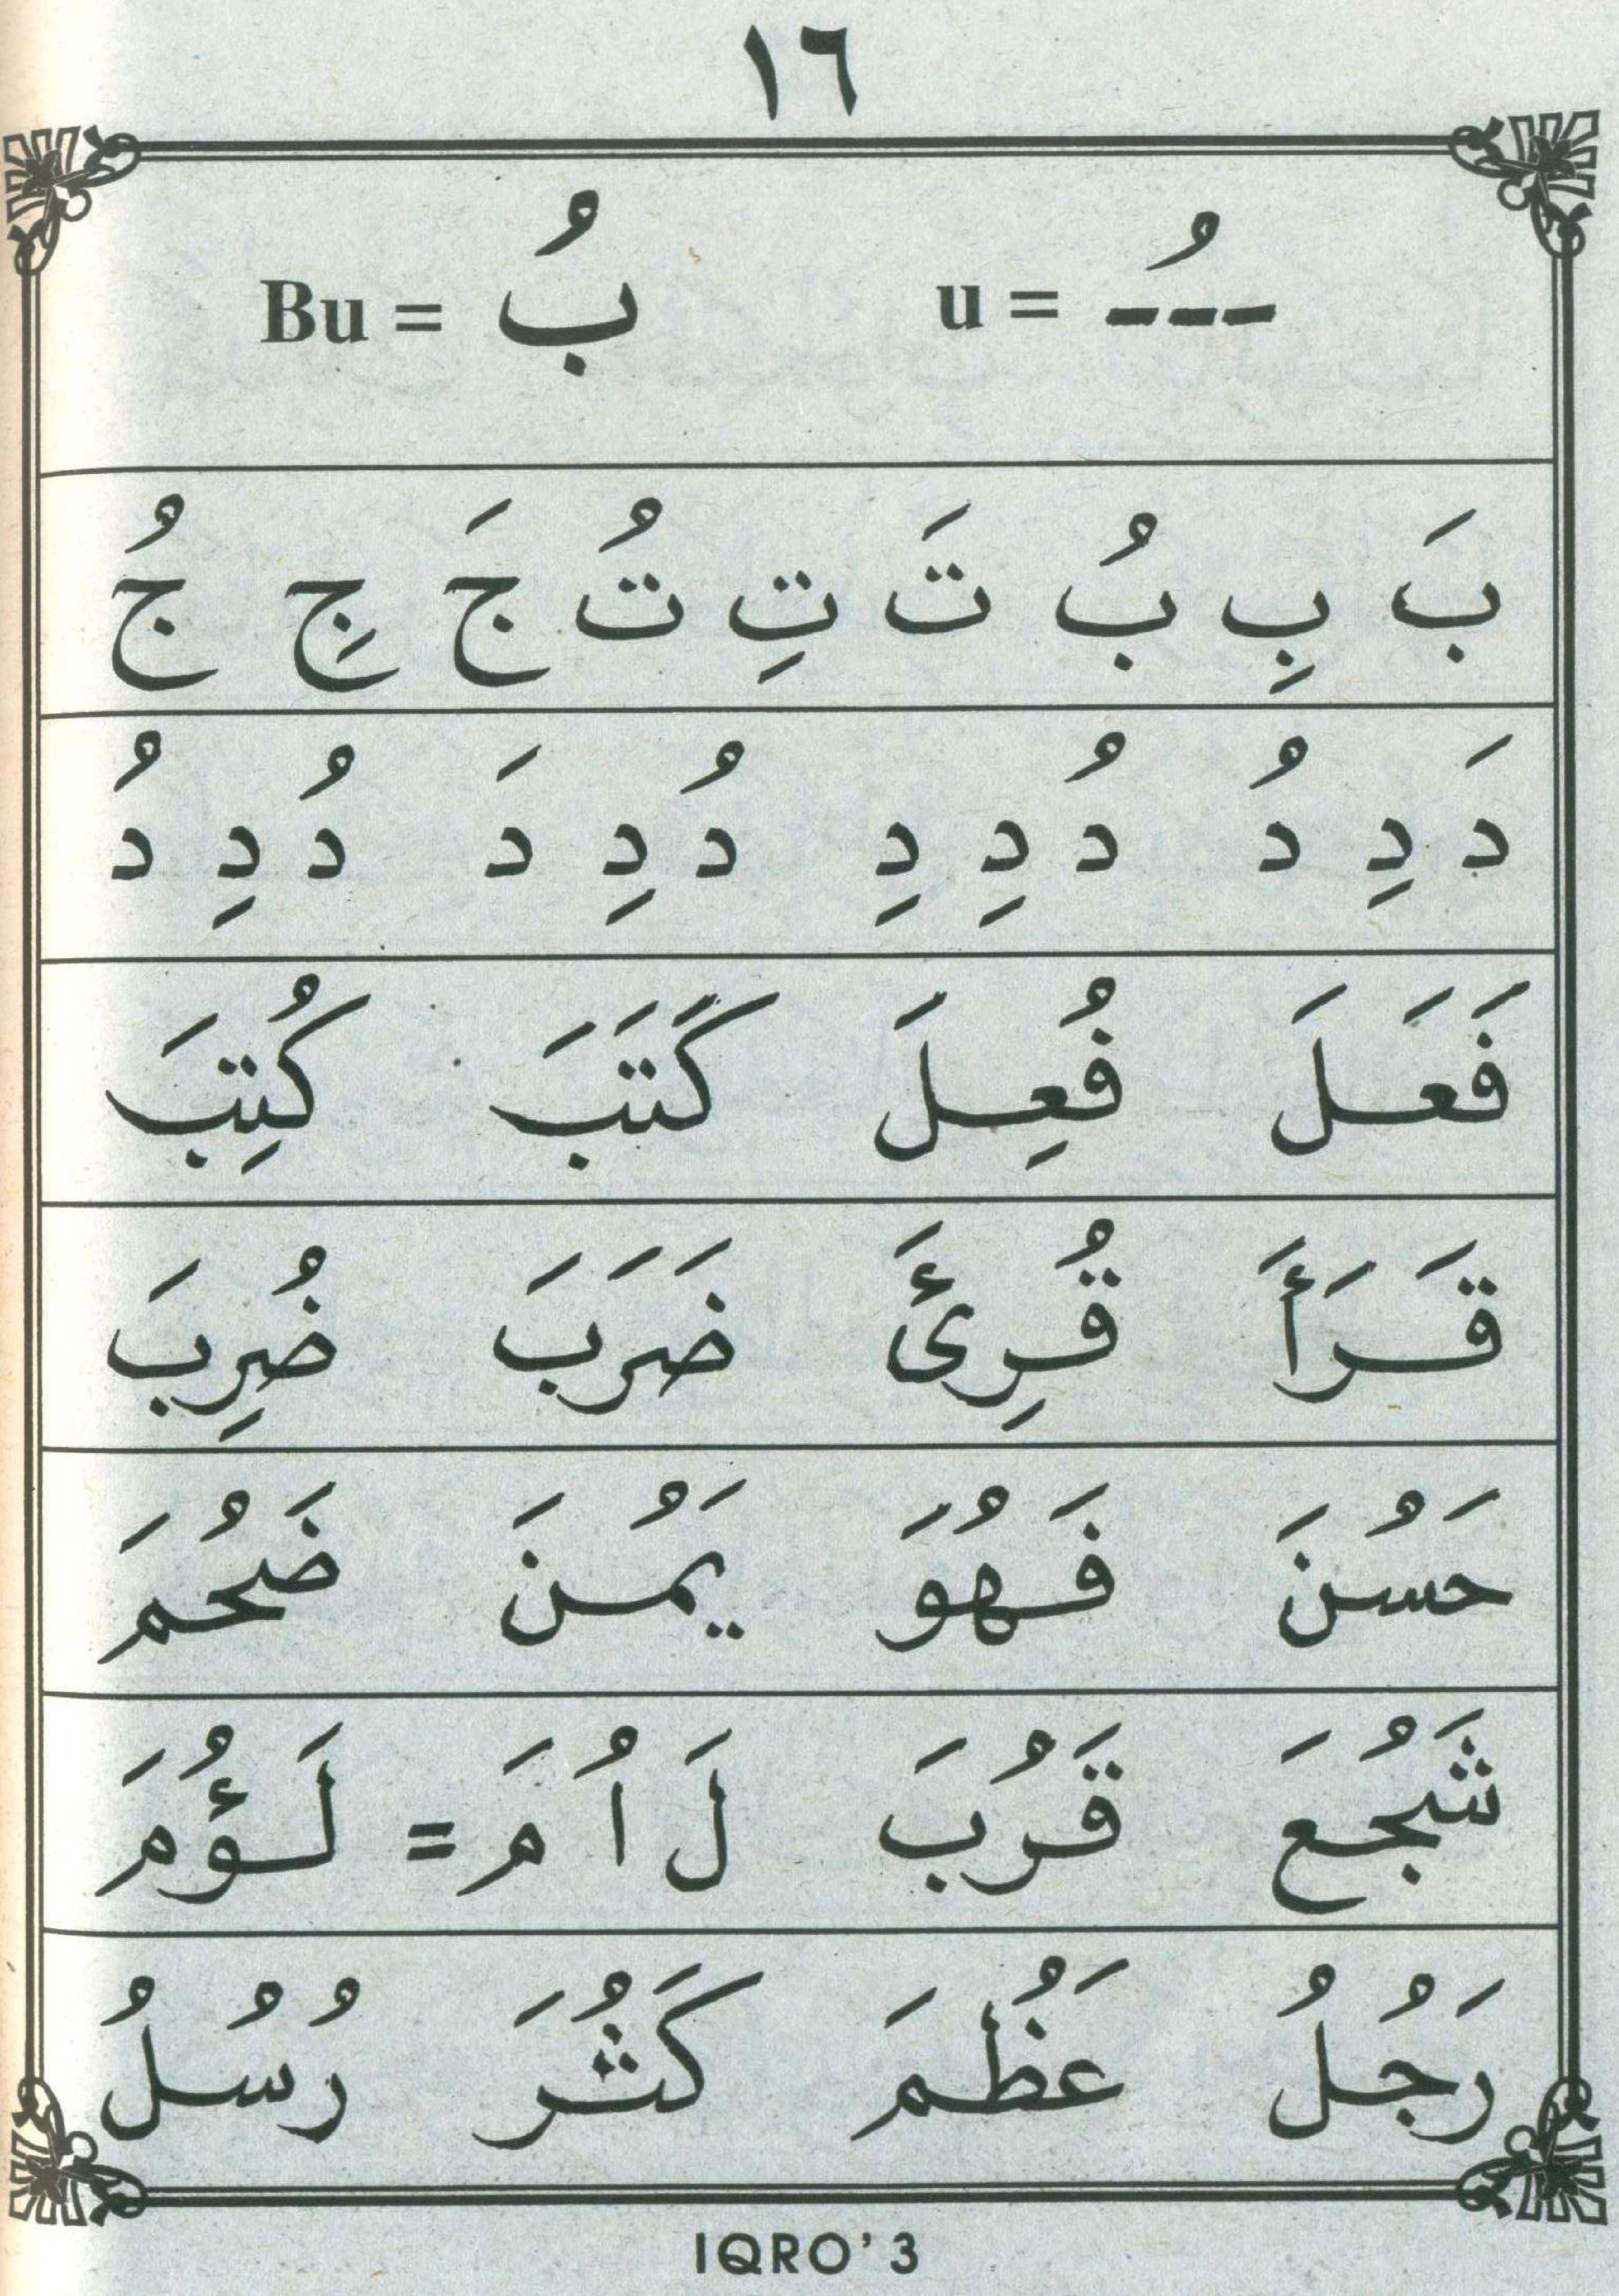 ١٦
ـُ = u    بُ = Bu
بَ بِ بُ تَ تِ تُ جَ جِ جُ
دَ دِ دُ دُ دِ دِ دُ دِ دَ دُ دِ دُ
فَعَلَ فُعِلَ كَتَبَ كُتِبَ
قَرَأَ قُرِئَ ضَرَبَ ضُرِبَ
حَسُنَ فَهُوَ يَمُنَ ضَحُمَ
شَجُعَ قَرُبَ لَ اُ مَ = لَؤُمَ
رَجُلُ عَظُمَ كَثُرَ رُسُلُ
IQRO' 3